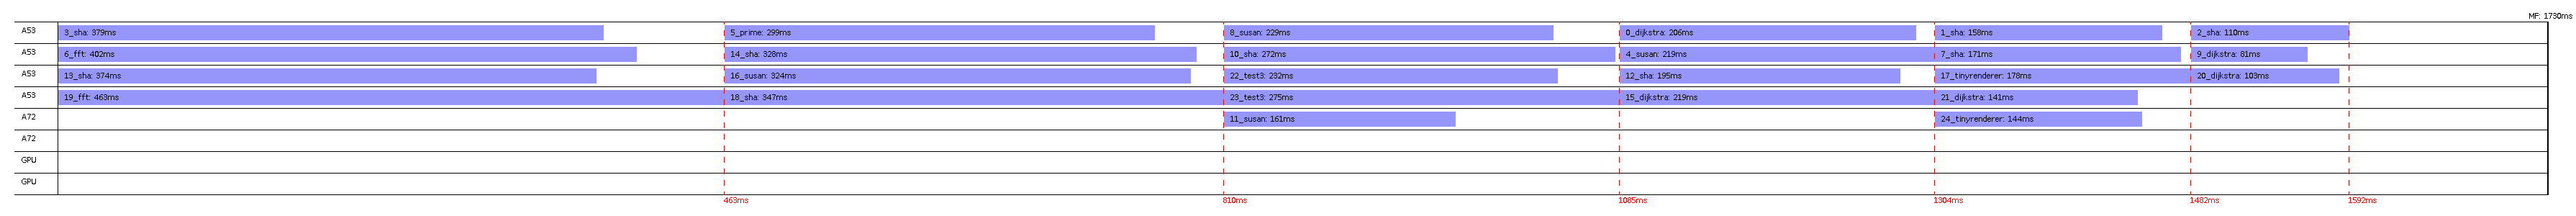 MF: 1730ms
A53 3_sha: 379ms 5_prime: 299ms 8_susan: 229ms 0_dijkstra: 206ms 1_sha: 158ms 2_sha: 110ms
A53 6_fft: 402ms 14_sha: 328ms 10_sha: 272ms 4_susan: 219ms 7_sha: 171ms 9_dijkstra: 81ms
A53 13_sha: 374ms 16_susan: 324ms 22_test3: 232ms 12_sha: 195ms 17_tinyrenderer: 178ms 20_dijkstra: 103ms
A53 19_fft: 463ms 18_sha: 347ms 23_test3: 275ms 15_dijkstra: 219ms 21_dijkstra: 141ms
A72 11_susan: 161ms 24_tinyrenderer: 144ms
A72
GPU
GPU
463ms 810ms 1085ms 1304ms 1482ms 1592ms